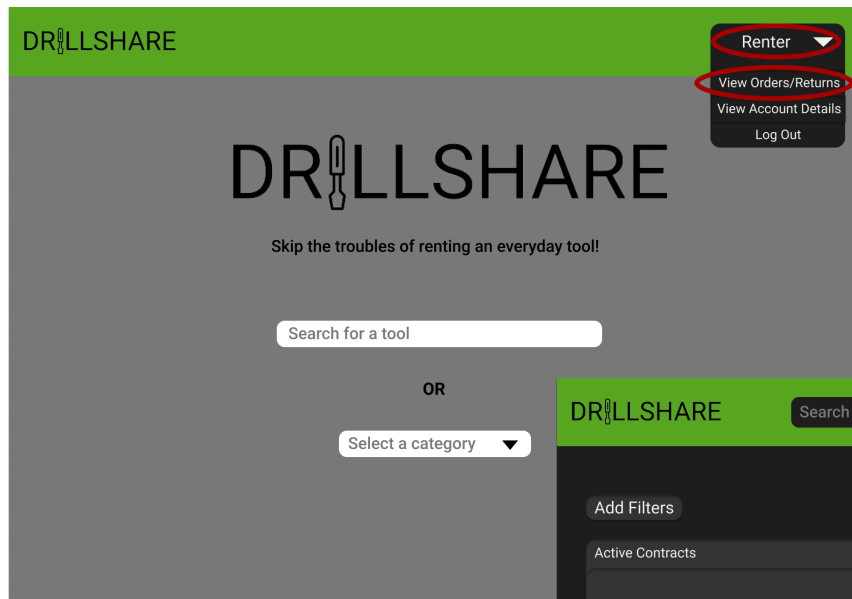 DRILLSHARE
Renter
View Orders/Returns
View Account Details
Log Out
DRILLSHARE
Skip the troubles of renting an everyday tool!
Search for a tool
OR
Select a category
DRILLSHARE
Search
Add Filters
Active Contracts